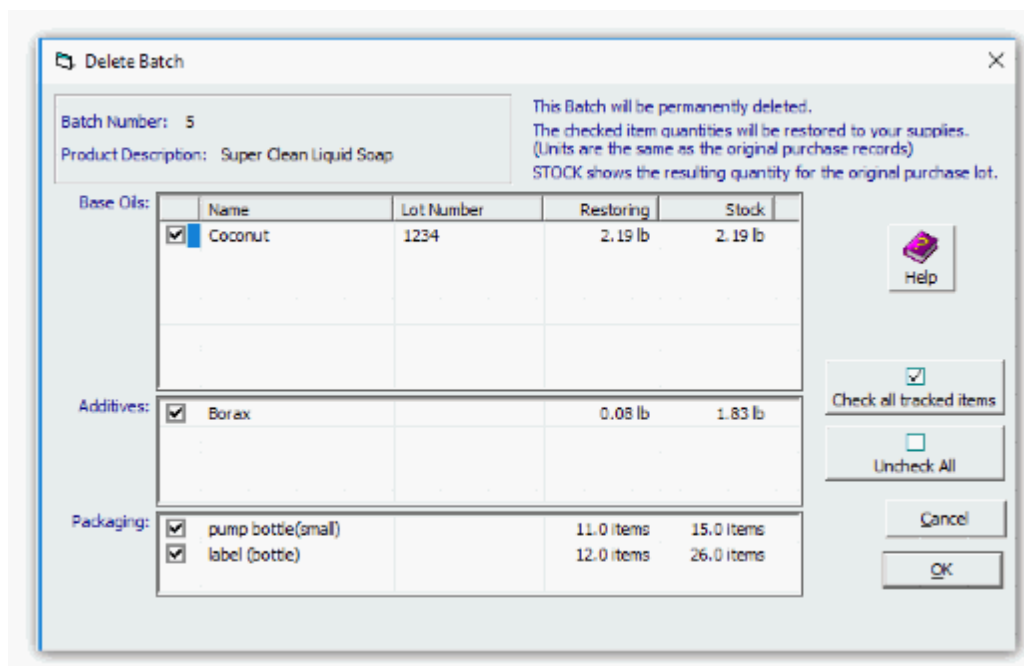 Delete Batch
Batch Number: 5
Product Description: Super Clean Liquid Soap
This Batch will be permanently deleted.
The checked item quantities will be restored to your supplies.
(Units are the same as the original purchase records)
STOCK shows the resulting quantity for the original purchase lot.
Base Oils:
Name Lot Number Restoring Stock
Coconut 1234 2.19 lb 2.19 lb
Help
Check all tracked items
Uncheck All
Additives:
Borax 0.08 lb 1.83 lb
Packaging:
pump bottle(small) 11.0 items 15.0 items
label (bottle) 12.0 items 26.0 items
Cancel
OK